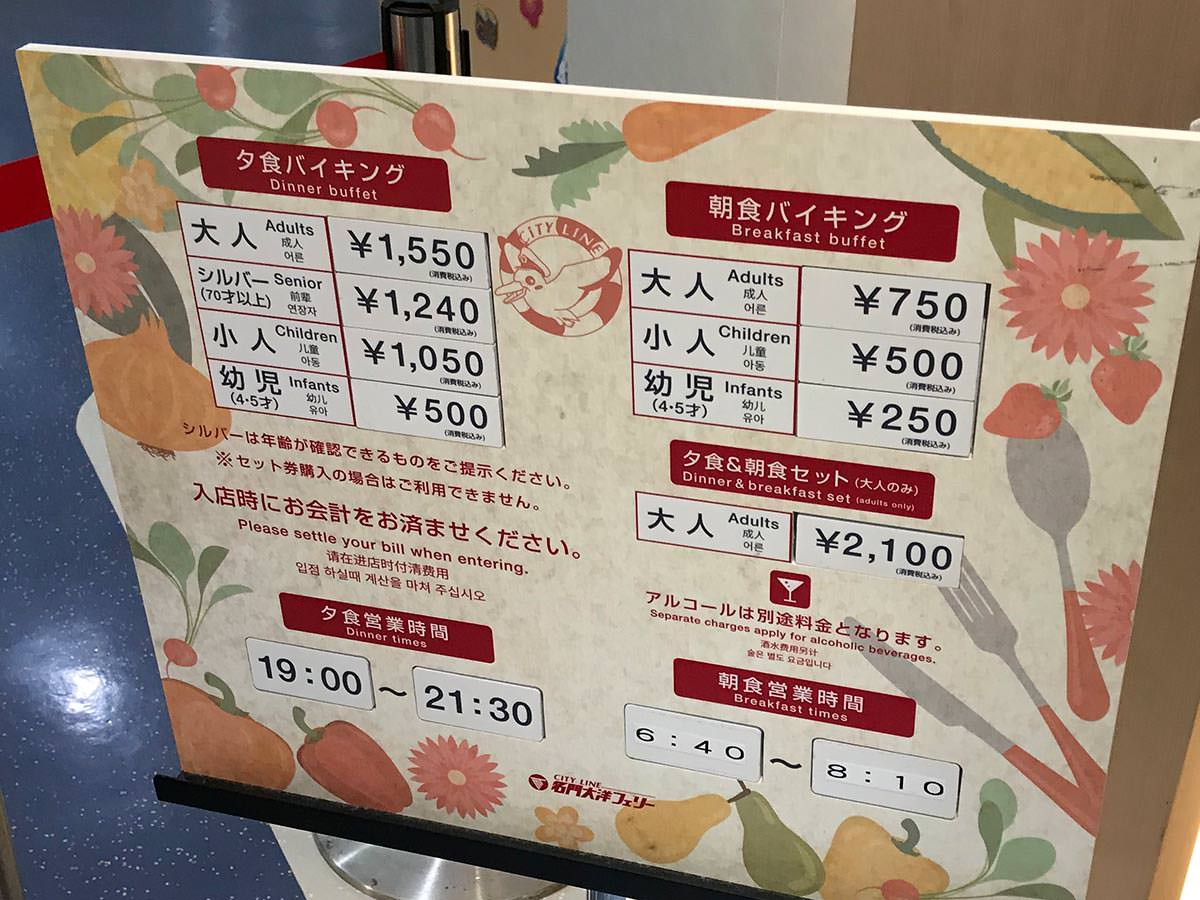 夕食バイキング
Dinner buffet
大人 Adults 成人 어른 ¥1,550 (消費税込み)
シルバー (70才以上) Senior 前輩 연장자 ¥1,240 (消費税込み)
小人 Children 儿童 아동 ¥1,050 (消費税込み)
幼児 (4・5才) Infants 幼儿 유아 ¥500 (消費税込み)
シルバーは年齢が確認できるものをご提示ください。
※セット券購入の場合はご利用できません。
入店時にお会計をお済ませください。
Please settle your bill when entering.
请在进店时付清费用
입점 하실때 계산을 마쳐 주십시오
夕食営業時間
Dinner times
19:00 ～ 21:30
CITY LINE
朝食バイキング
Breakfast buffet
大人 Adults 成人 어른 ¥750 (消費税込み)
小人 Children 儿童 아동 ¥500 (消費税込み)
幼児 (4・5才) Infants 幼儿 유아 ¥250 (消費税込み)
夕食&朝食セット (大人のみ)
Dinner & breakfast set (adults only)
大人 Adults 成人 어른 ¥2,100 (消費税込み)
アルコールは別途料金となります。
Separate charges apply for alcoholic beverages.
酒水费用另计
술은 별도 요금입니다
朝食営業時間
Breakfast times
6:40 ～ 8:10
CITY LINE
名門大洋フェリー